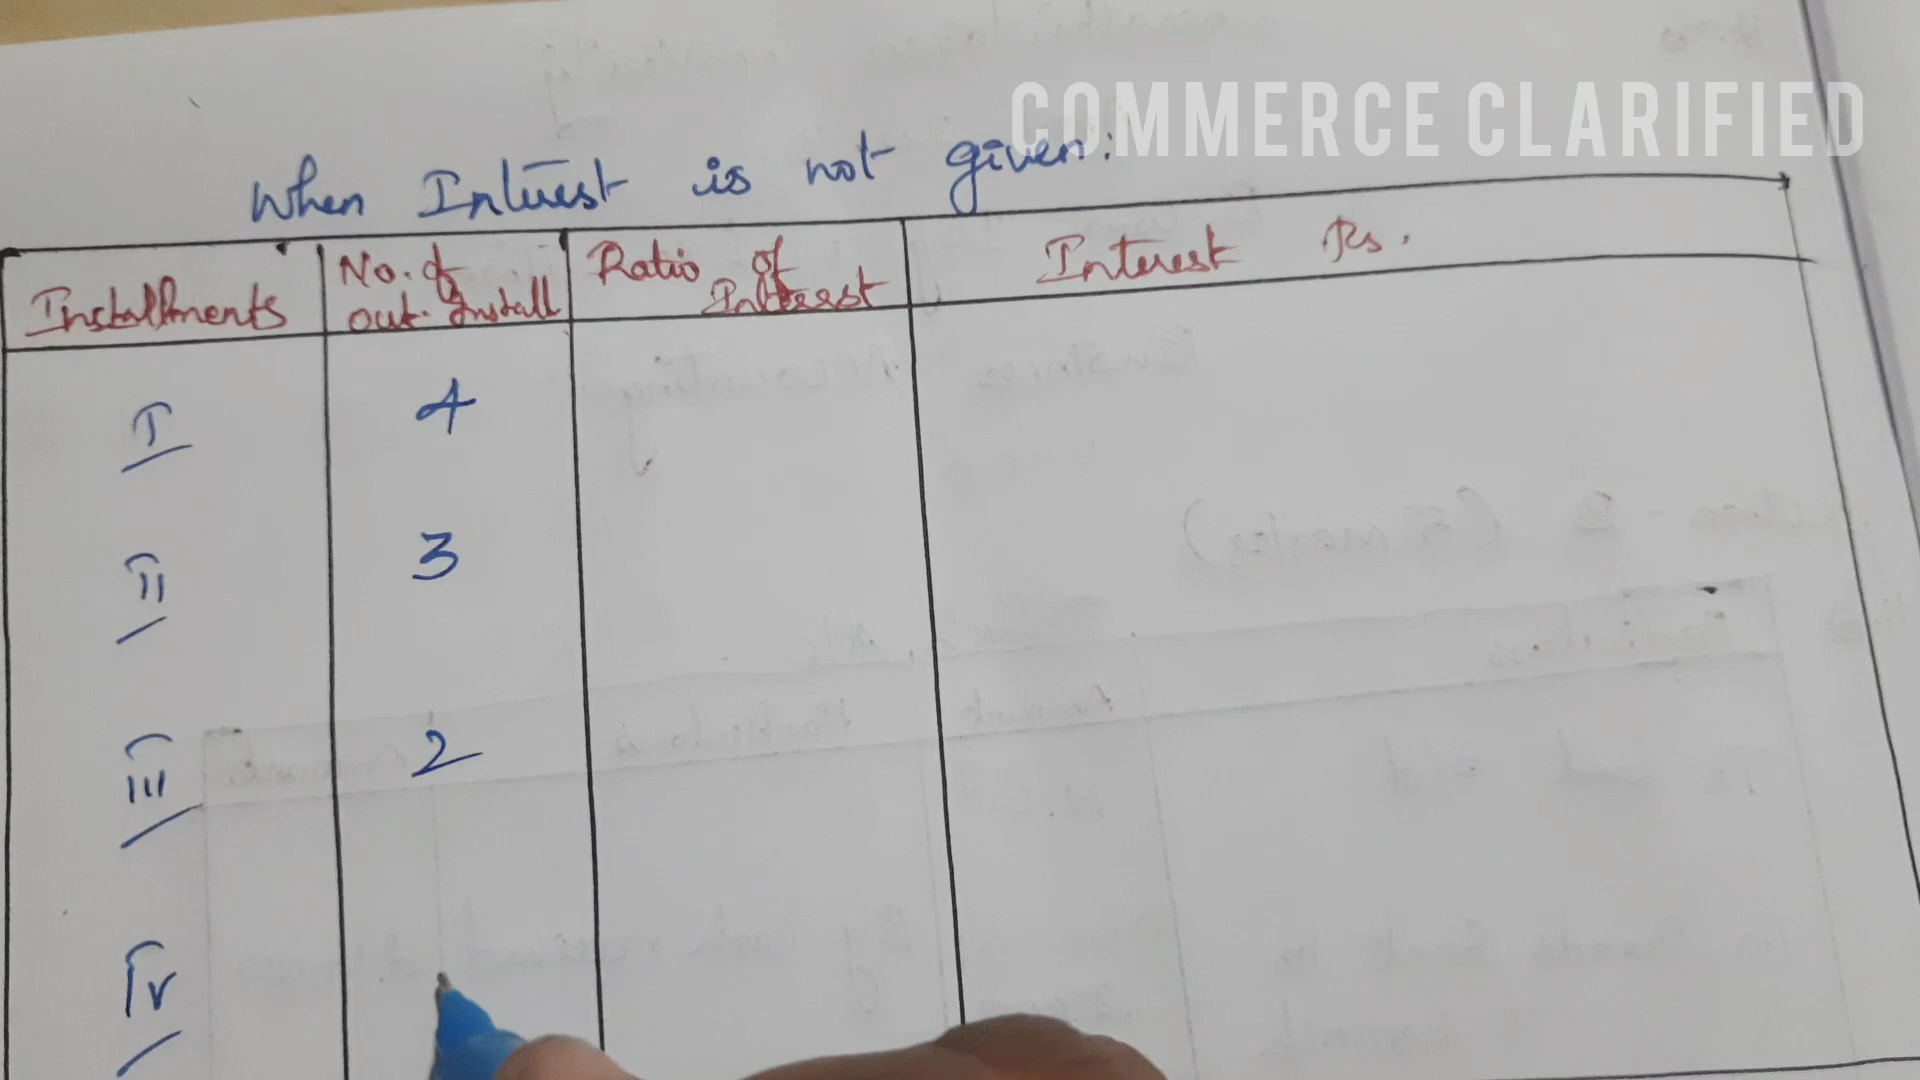 COMMERCE CLARIFIED
When Interest is not given:
Installments No. of out. Install Ratio of Interest Interest Rs.
I 4
II 3
III 2
IV